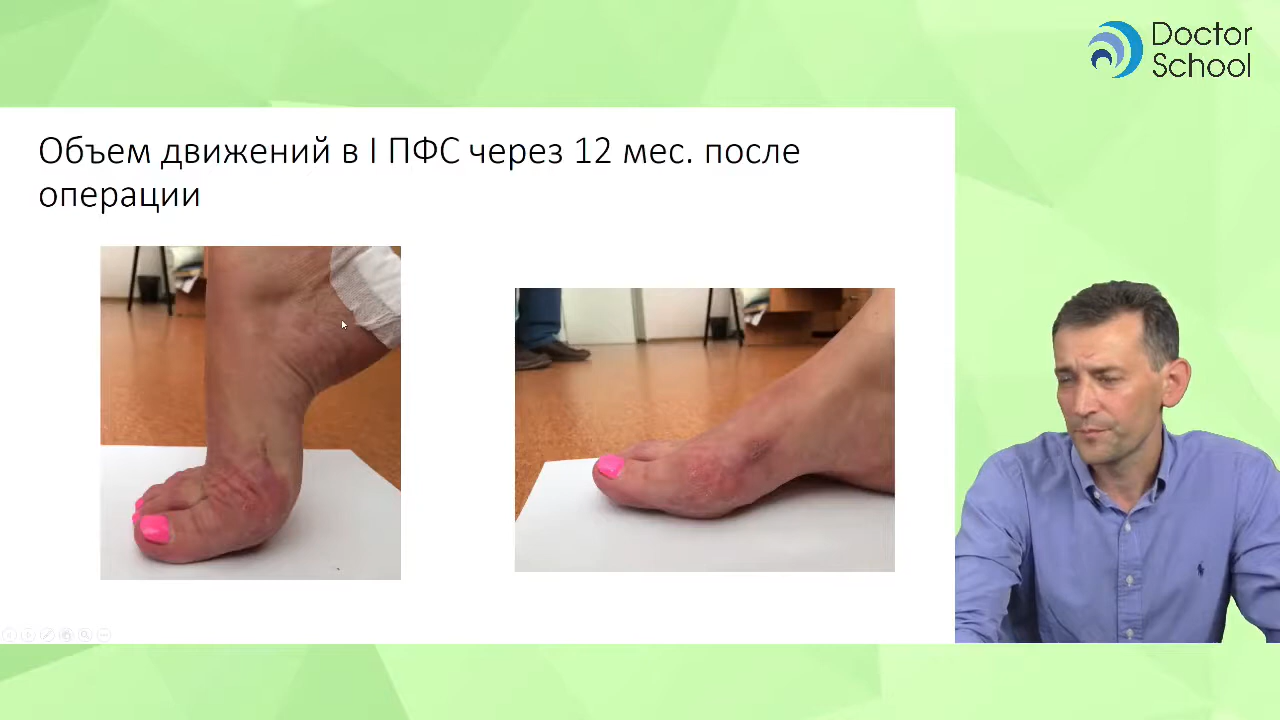 Doctor
School
Объем движений в I ПФС через 12 мес. после
операции